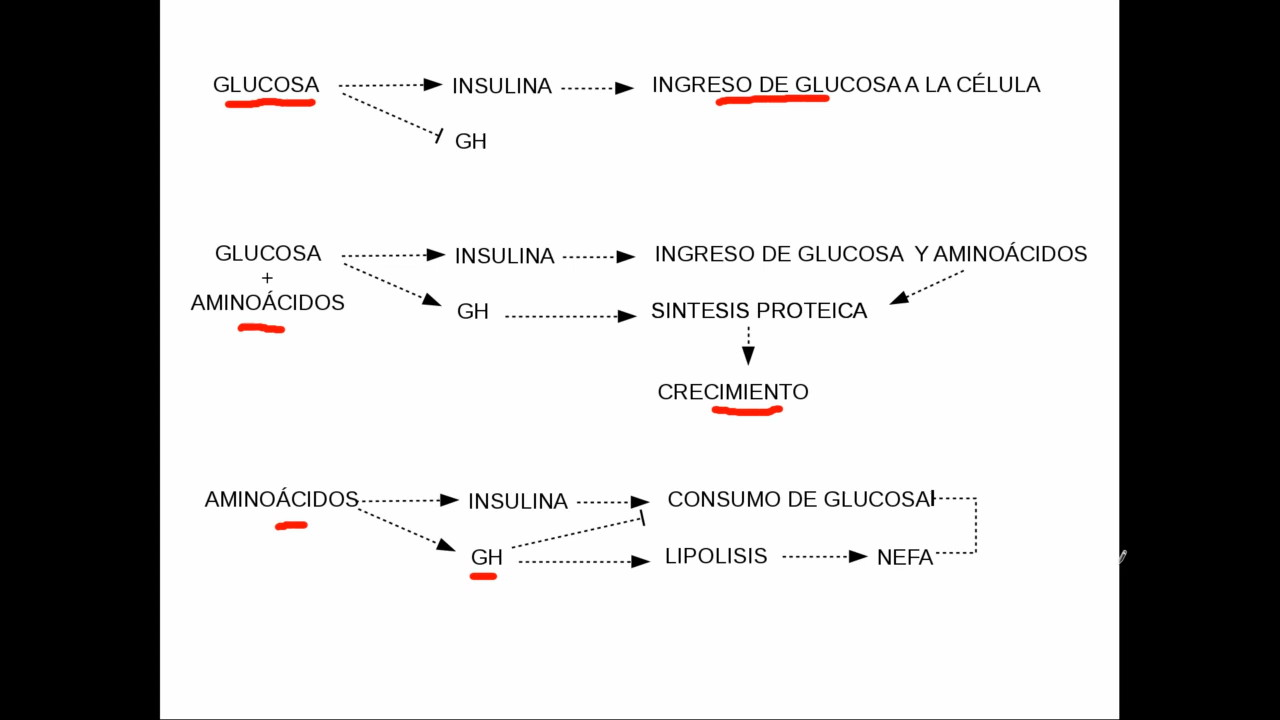 GLUCOSA INSULINA INGRESO DE GLUCOSA A LA CÉLULA
GH
GLUCOSA INSULINA INGRESO DE GLUCOSA Y AMINOÁCIDOS
+
AMINOÁCIDOS GH SINTESIS PROTEICA
CRECIMIENTO
AMINOÁCIDOS INSULINA CONSUMO DE GLUCOSA
GH LIPOLISIS NEFA